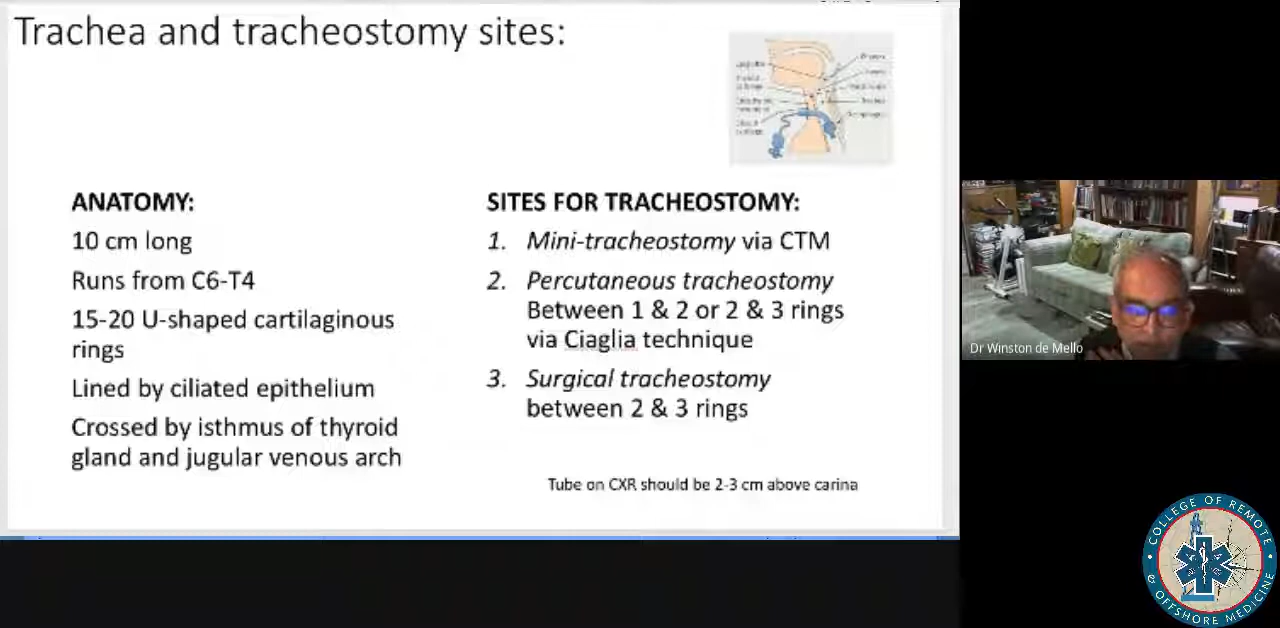 Trachea and tracheostomy sites:
ANATOMY:
10 cm long
Runs from C6-T4
15-20 U-shaped cartilaginous
rings
Lined by ciliated epithelium
Crossed by isthmus of thyroid
gland and jugular venous arch
SITES FOR TRACHEOSTOMY:
1. Mini-tracheostomy via CTM
2. Percutaneous tracheostomy
Between 1 & 2 or 2 & 3 rings
via Ciaglia technique
3. Surgical tracheostomy
between 2 & 3 rings
Tube on CXR should be 2-3 cm above carina
Dr Winston de Mello
COLLEGE OF REMOTE
& OFFSHORE MEDICINE